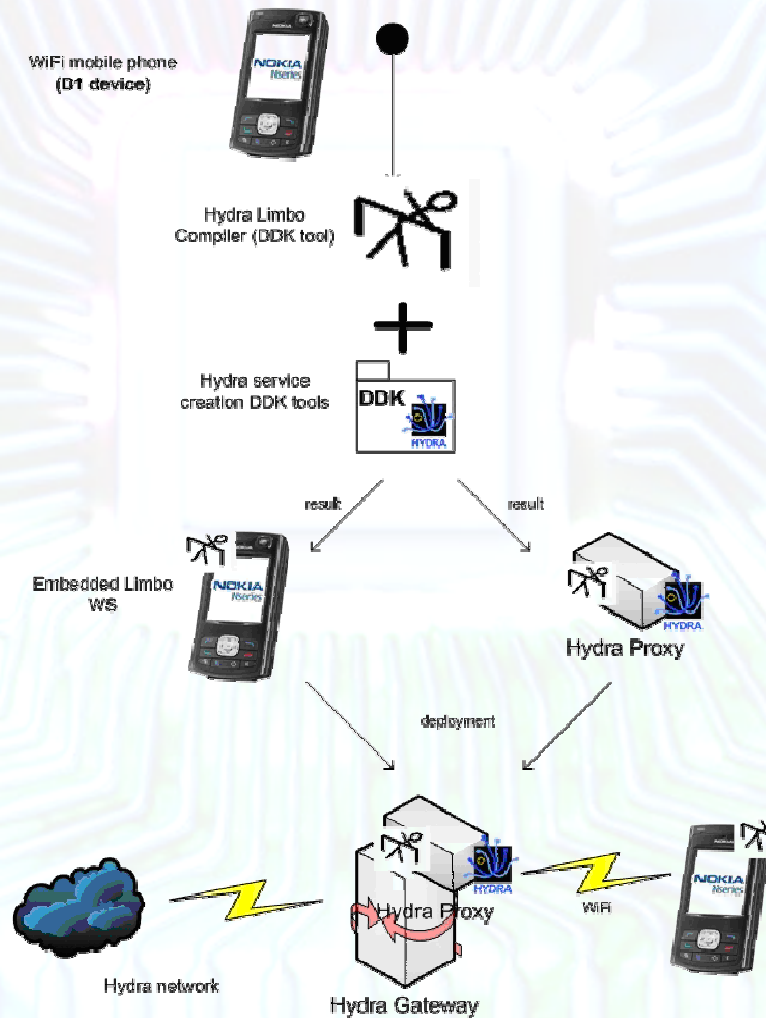 WiFi mobile phone
(D1 device)
NOKIA
Nseries
Hydra Limbo
Compiler (DDK tool)
Hydra service
creation DDK tools
DDK
HYDRA
result
result
Embedded Limbo
WS
NOKIA
Nseries
HYDRA
Hydra Proxy
deployment
HYDRA
Hydra Proxy
WiFi
NOKIA
Nseries
Hydra network
Hydra Gateway